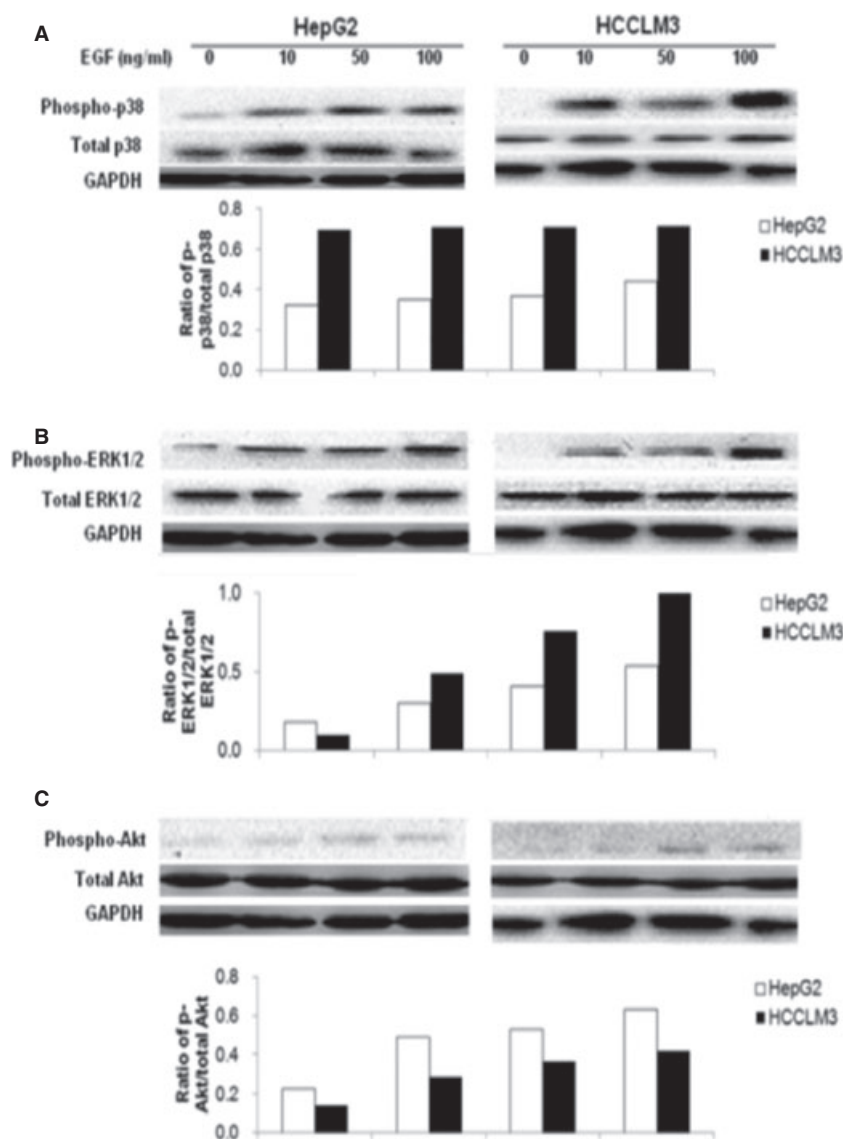 A
HepG2
HCCLM3
EGF (ng/ml) 0 10 50 100 0 10 50 100
Phospho-p38
Total p38
GAPDH
0.8
0.6
0.4
0.2
0.0
Ratio of p-
p38/total p38
HepG2
HCCLM3
B
Phospho-ERK1/2
Total ERK1/2
GAPDH
1.0
0.5
0.0
Ratio of p-
ERK1/2/total
ERK1/2
HepG2
HCCLM3
C
Phospho-Akt
Total Akt
GAPDH
0.8
0.6
0.4
0.2
0.0
Ratio of p-
Akt/total Akt
HepG2
HCCLM3